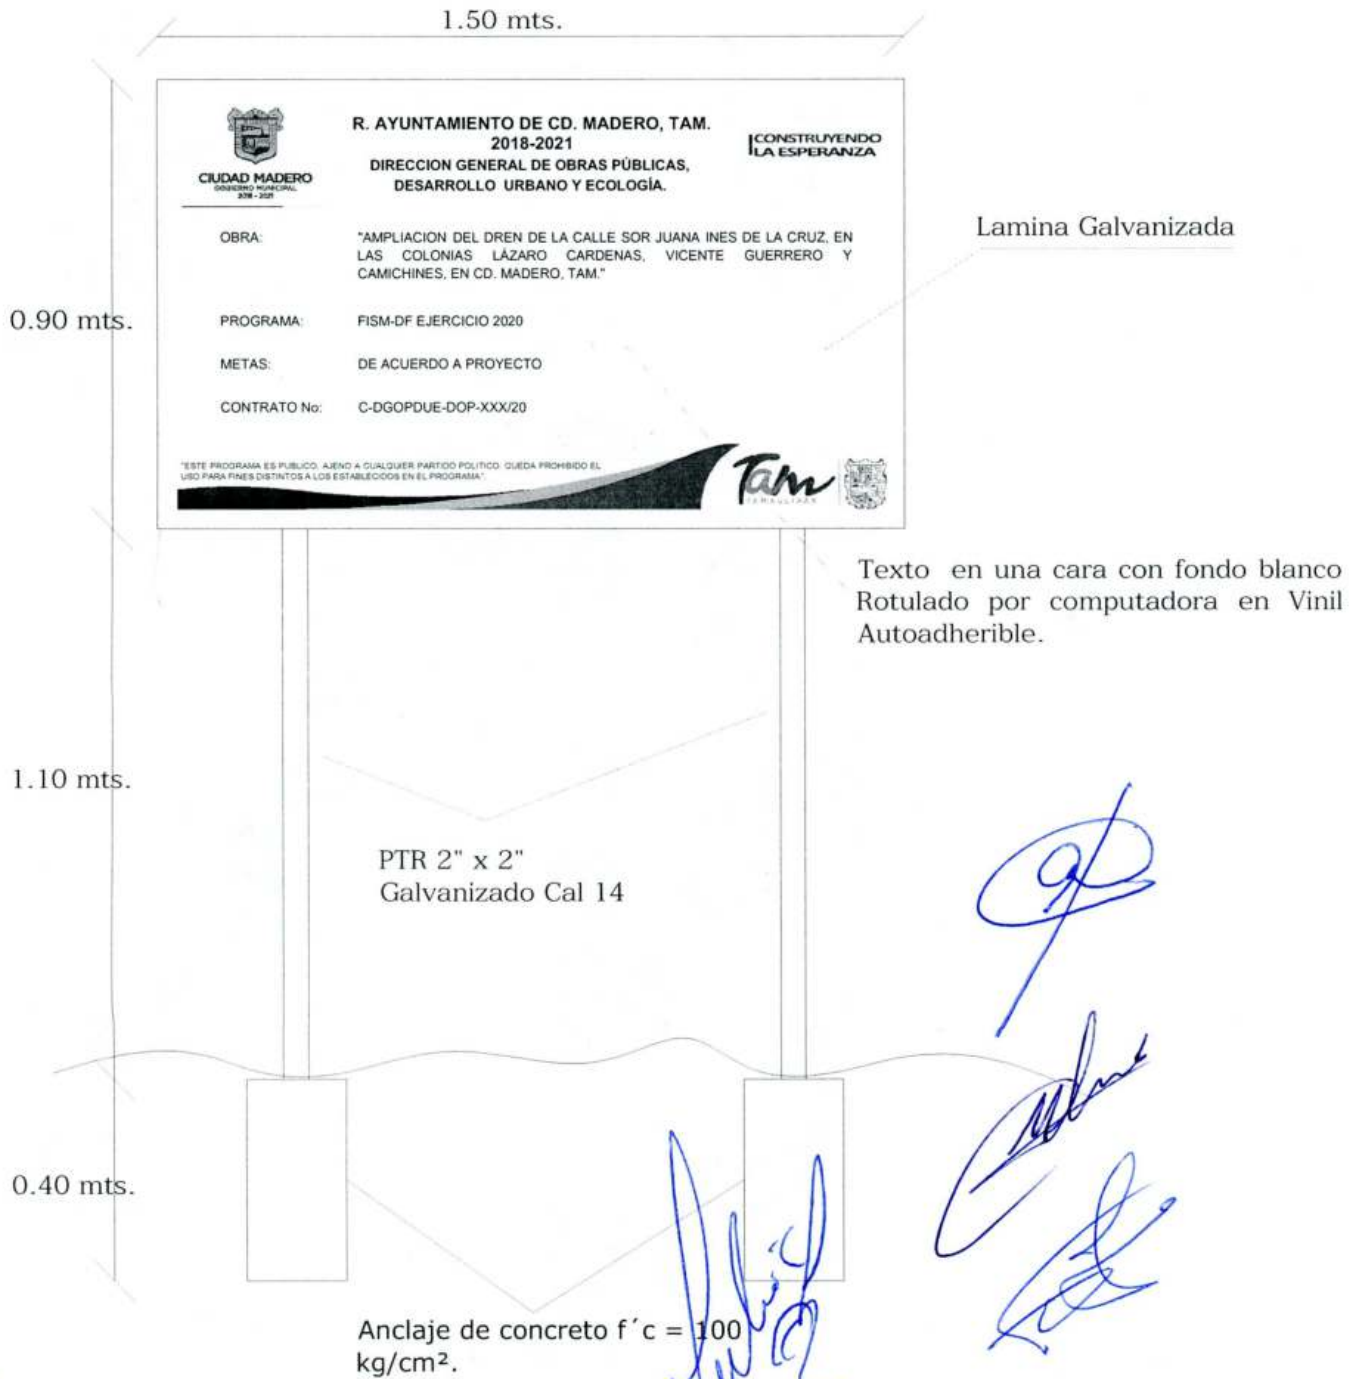 1.50 mts.
CIUDAD MADERO
GOBIERNO MUNICIPAL
2018 - 2021
R. AYUNTAMIENTO DE CD. MADERO, TAM.
2018-2021
DIRECCION GENERAL DE OBRAS PÚBLICAS,
DESARROLLO URBANO Y ECOLOGÍA.
CONSTRUYENDO
LA ESPERANZA
OBRA: "AMPLIACION DEL DREN DE LA CALLE SOR JUANA INES DE LA CRUZ, EN
LAS COLONIAS LÁZARO CARDENAS, VICENTE GUERRERO Y
CAMICHINES, EN CD. MADERO, TAM."
Lamina Galvanizada
0.90 mts.
PROGRAMA: FISM-DF EJERCICIO 2020
METAS: DE ACUERDO A PROYECTO
CONTRATO No: C-DGOPDUE-DOP-XXX/20
"ESTE PROGRAMA ES PUBLICO, AJENO A CUALQUIER PARTIDO POLITICO. QUEDA PROHIBIDO EL
USO PARA FINES DISTINTOS A LOS ESTABLECIDOS EN EL PROGRAMA".
Tam
TAMAULIPAS
Texto en una cara con fondo blanco
Rotulado por computadora en Vinil
Autoadherible.
1.10 mts.
PTR 2" x 2"
Galvanizado Cal 14
0.40 mts.
Anclaje de concreto f´c = 100
kg/cm².